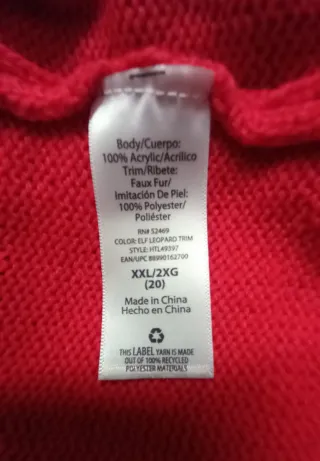 Body/Cuerpo:
100% Acrylic/Acrílico
Trim/Ribete:
Faux Fur/
Imitación De Piel:
100% Polyester/
Poliéster
RN# 52469
COLOR: ELF LEOPARD TRIM
STYLE: HTL49397
EAN/UPC 88990162709
XXL/2XG
(20)
Made in China
Hecho en China
THIS LABEL YARN IS MADE
OUT OF 100% RECYCLED
POLYESTER MATERIALS